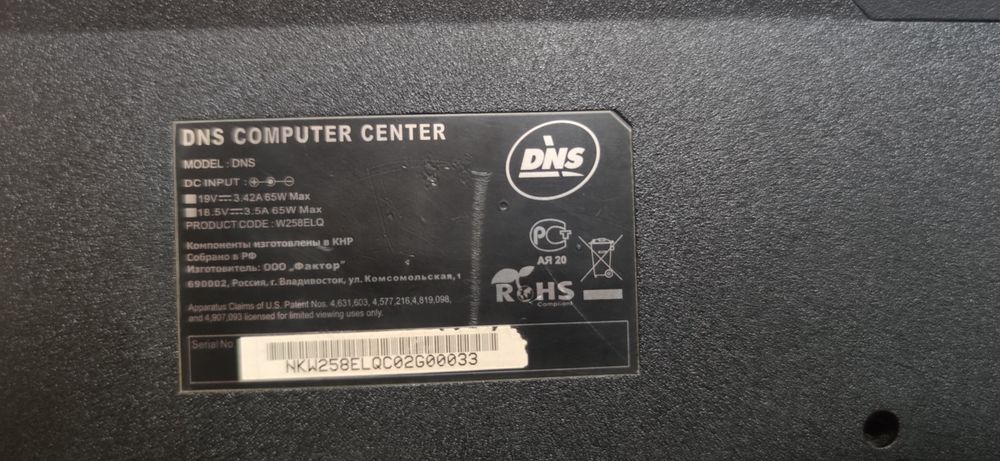 DNS COMPUTER CENTER
DNS
MODEL : DNS
DC INPUT :
19V 3.42A 65W Max
18.5V 3.5A 65W Max
PRODUCT CODE : W258ELQ
Компоненты изготовлены в КНР
Собрано в РФ
Изготовитель: ООО „Фактор"
690002, Россия, г. Владивосток, ул. Комсомольская, 1
РСТ
АЯ 20
RoHS
Compliant
Apparatus Claims of U.S. Patent Nos. 4,631,603, 4,577,216,4,819,098,
and 4,907,093 licensed for limited viewing uses only.
Serial No
NKW258ELQC02G00033